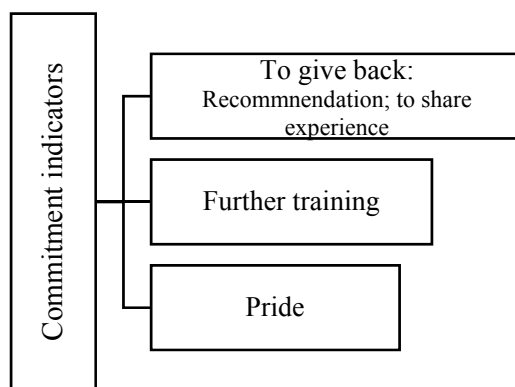 Commitment indicators
To give back:
Recommnendation; to share
experience
Further training
Pride